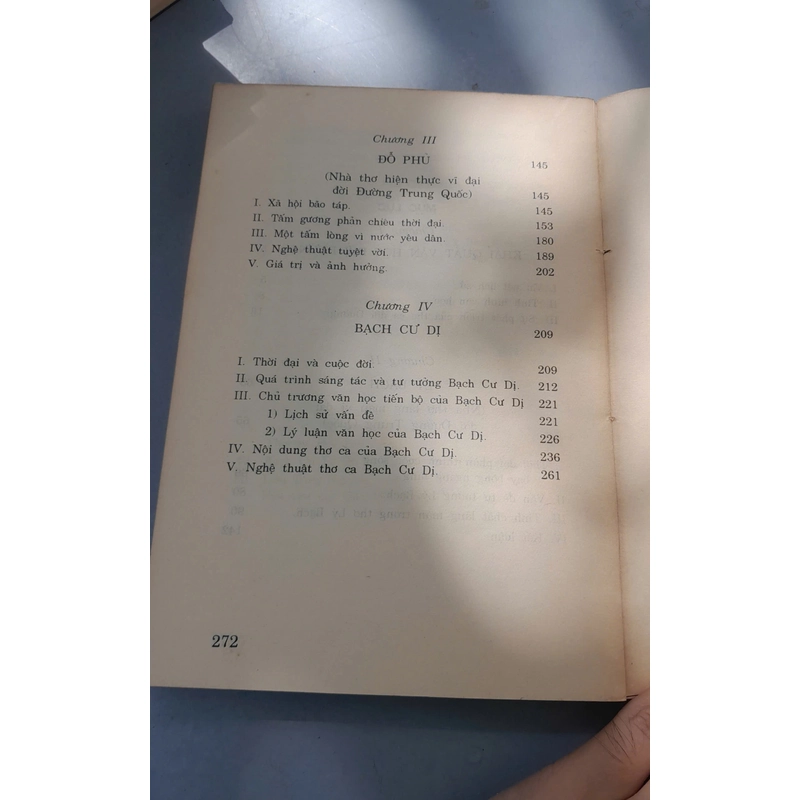 Chương III
ĐỖ PHỦ 145
(Nhà thơ hiện thực vĩ đại
đời Đường Trung Quốc) 145
I. Xã hội bão táp. 145
II. Tấm gương phản chiếu thời đại. 153
III. Một tấm lòng vì nước yêu dân. 180
IV. Nghệ thuật tuyệt vời. 189
V. Giá trị và ảnh hưởng. 202
Chương IV
BẠCH CƯ DỊ 209
I. Thời đại và cuộc đời. 209
II. Quá trình sáng tác và tư tưởng Bạch Cư Dị. 212
III. Chủ trương văn học tiến bộ của Bạch Cư Dị 221
1) Lịch sử vấn đề 221
2) Lý luận văn học của Bạch Cư Dị. 226
IV. Nội dung thơ ca của Bạch Cư Dị. 236
V. Nghệ thuật thơ ca Bạch Cư Dị. 261
272